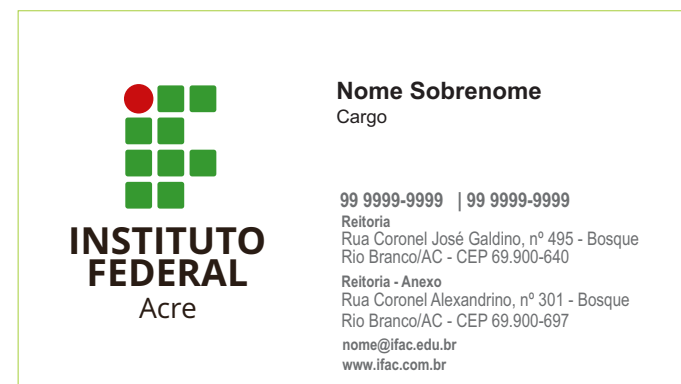 INSTITUTO
FEDERAL
Acre
Nome Sobrenome
Cargo
99 9999-9999 | 99 9999-9999
Reitoria
Rua Coronel José Galdino, nº 495 - Bosque
Rio Branco/AC - CEP 69.900-640
Reitoria - Anexo
Rua Coronel Alexandrino, nº 301 - Bosque
Rio Branco/AC - CEP 69.900-697
nome@ifac.edu.br
www.ifac.com.br